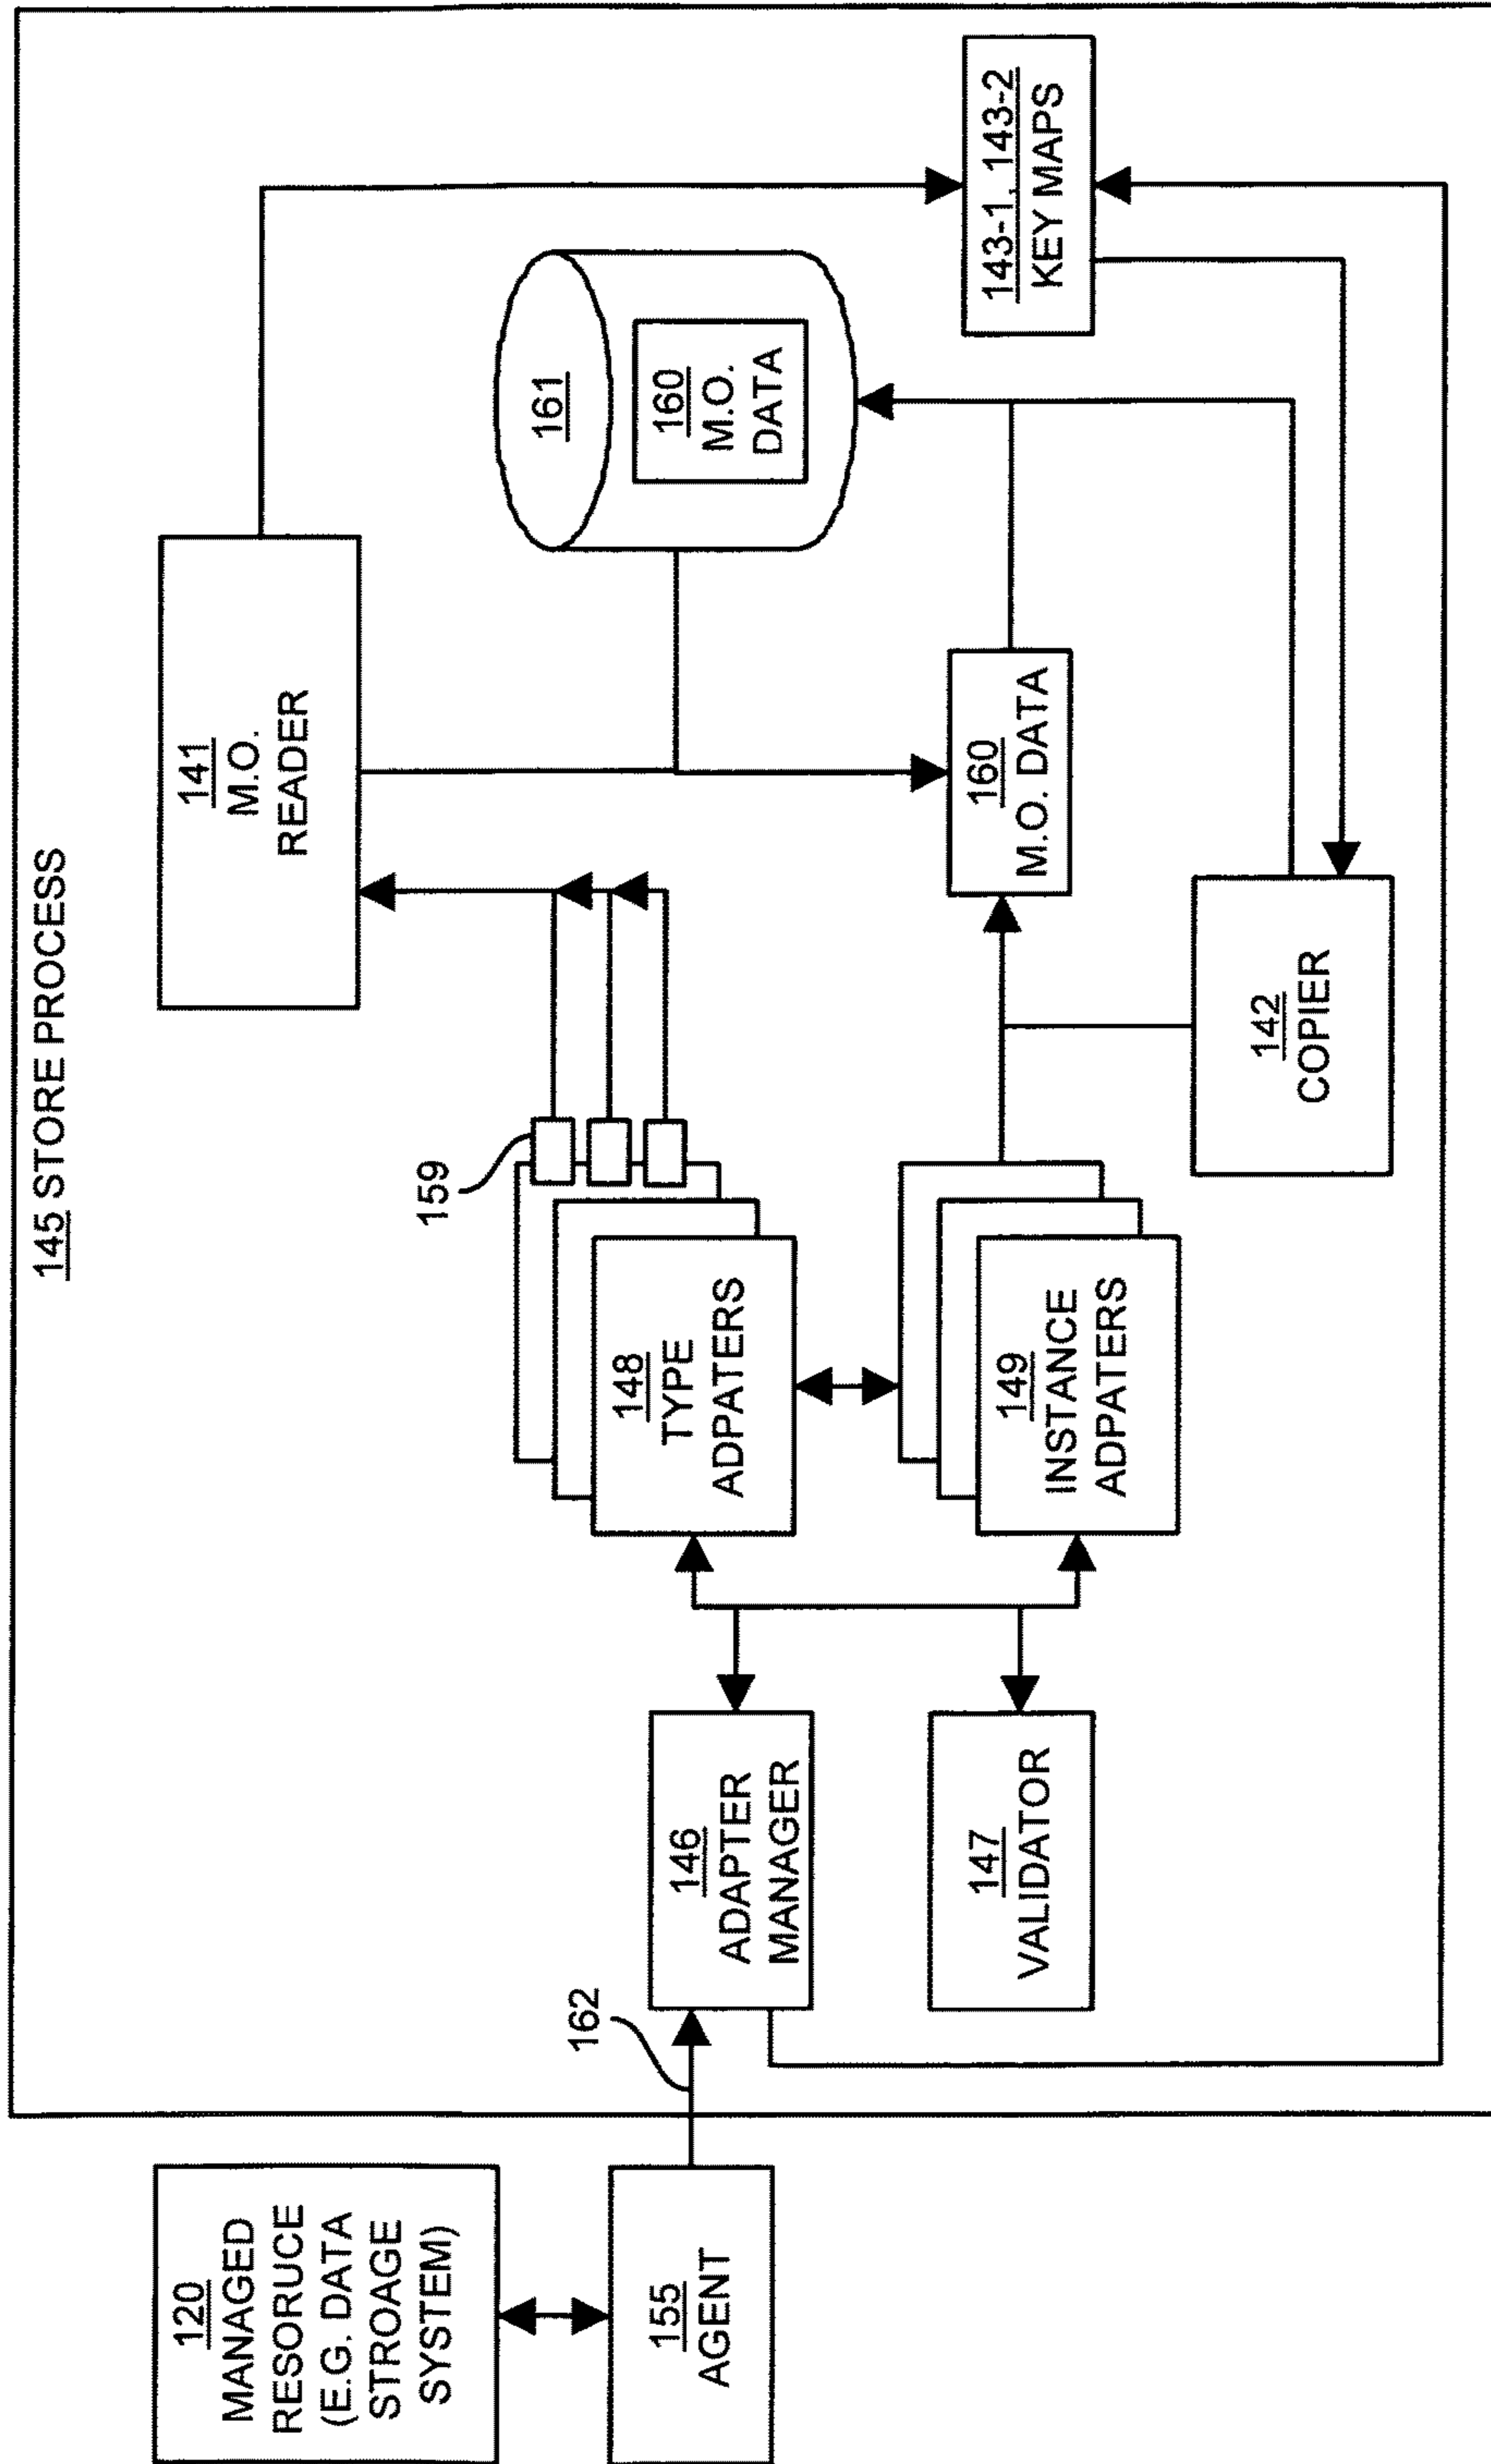 145 STORE PROCESS
120
MANAGED
RESORUCE
(E.G. DATA
STROAGE
SYSTEM)
155
AGENT
162
146
ADAPTER
MANAGER
147
VALIDATOR
159
148
TYPE
ADPATERS
149
INSTANCE
ADPATERS
141
M.O.
READER
142
COPIER
160
M.O. DATA
161
160
M.O.
DATA
143-1, 143-2
KEY MAPS